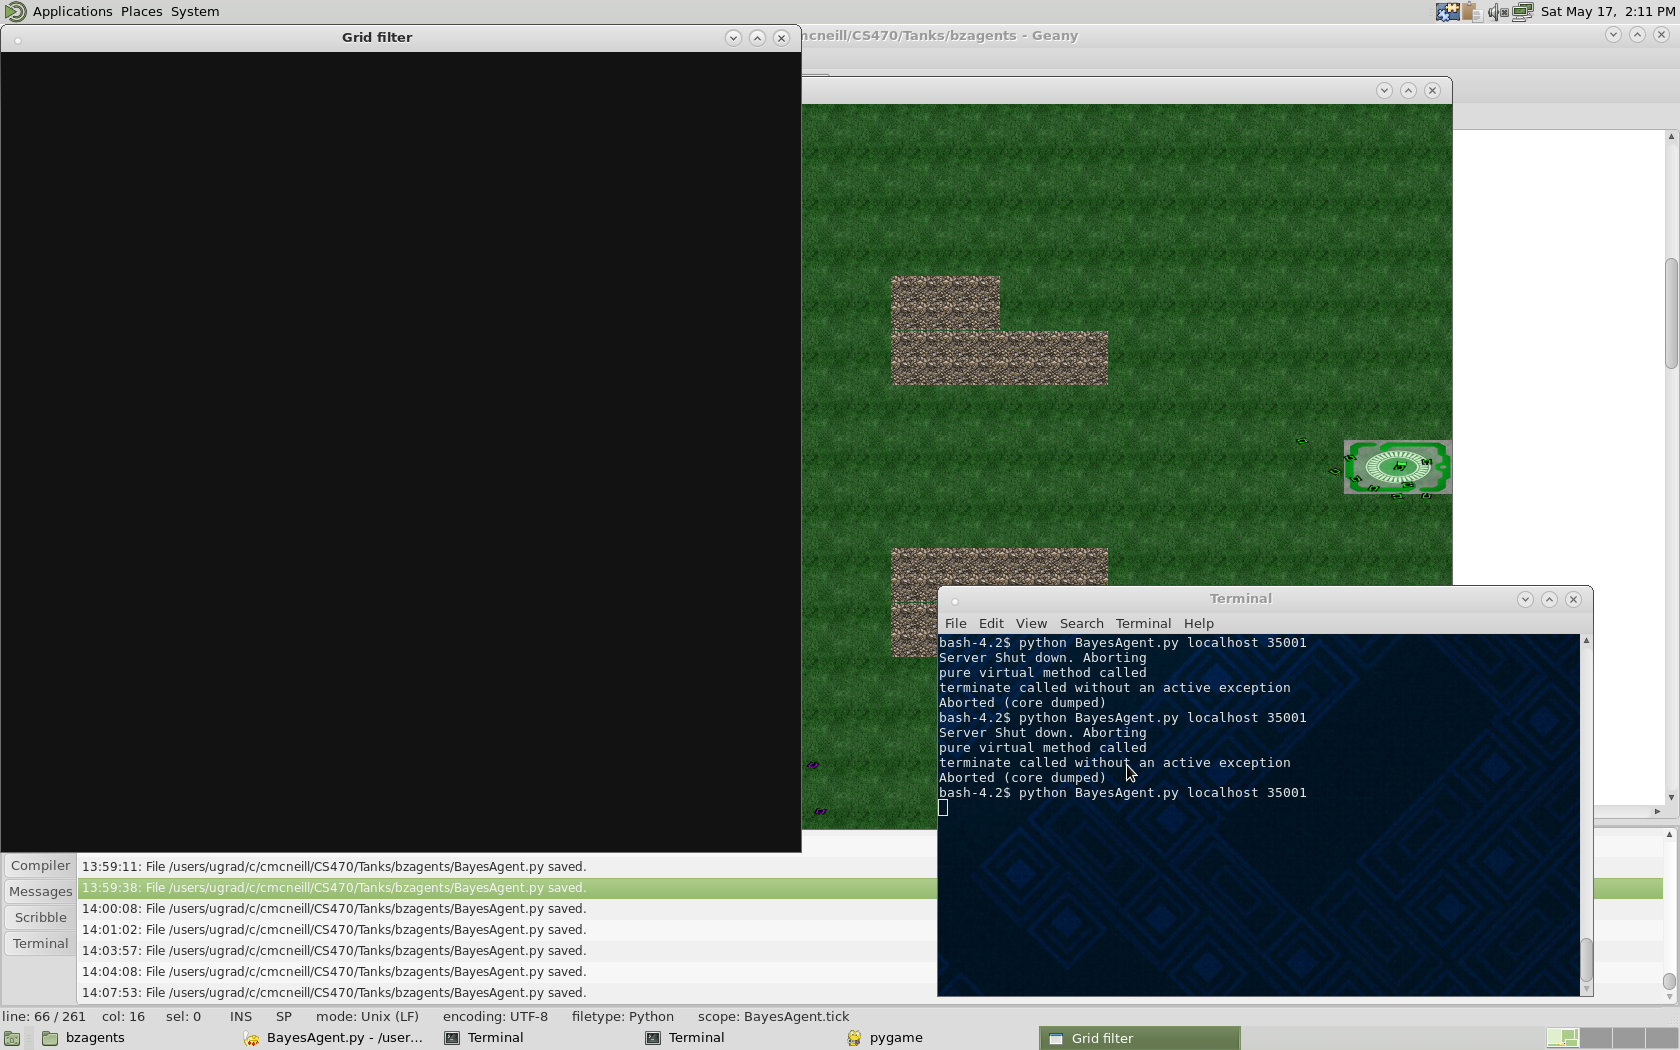 Applications Places System
Sat May 17, 2:11 PM
Grid filter
mcneill/CS470/Tanks/bzagents - Geany
Terminal
File Edit View Search Terminal Help
bash-4.2$ python BayesAgent.py localhost 35001
Server Shut down. Aborting
pure virtual method called
terminate called without an active exception
Aborted (core dumped)
bash-4.2$ python BayesAgent.py localhost 35001
Server Shut down. Aborting
pure virtual method called
terminate called without an active exception
Aborted (core dumped)
bash-4.2$ python BayesAgent.py localhost 35001
Compiler
Messages
Scribble
Terminal
13:59:11: File /users/ugrad/c/cmcneill/CS470/Tanks/bzagents/BayesAgent.py saved.
13:59:38: File /users/ugrad/c/cmcneill/CS470/Tanks/bzagents/BayesAgent.py saved.
14:00:08: File /users/ugrad/c/cmcneill/CS470/Tanks/bzagents/BayesAgent.py saved.
14:01:02: File /users/ugrad/c/cmcneill/CS470/Tanks/bzagents/BayesAgent.py saved.
14:03:57: File /users/ugrad/c/cmcneill/CS470/Tanks/bzagents/BayesAgent.py saved.
14:04:08: File /users/ugrad/c/cmcneill/CS470/Tanks/bzagents/BayesAgent.py saved.
14:07:53: File /users/ugrad/c/cmcneill/CS470/Tanks/bzagents/BayesAgent.py saved.
line: 66 / 261 col: 16 sel: 0 INS SP mode: Unix (LF) encoding: UTF-8 filetype: Python scope: BayesAgent.tick
bzagents
BayesAgent.py - /user...
Terminal
Terminal
pygame
Grid filter